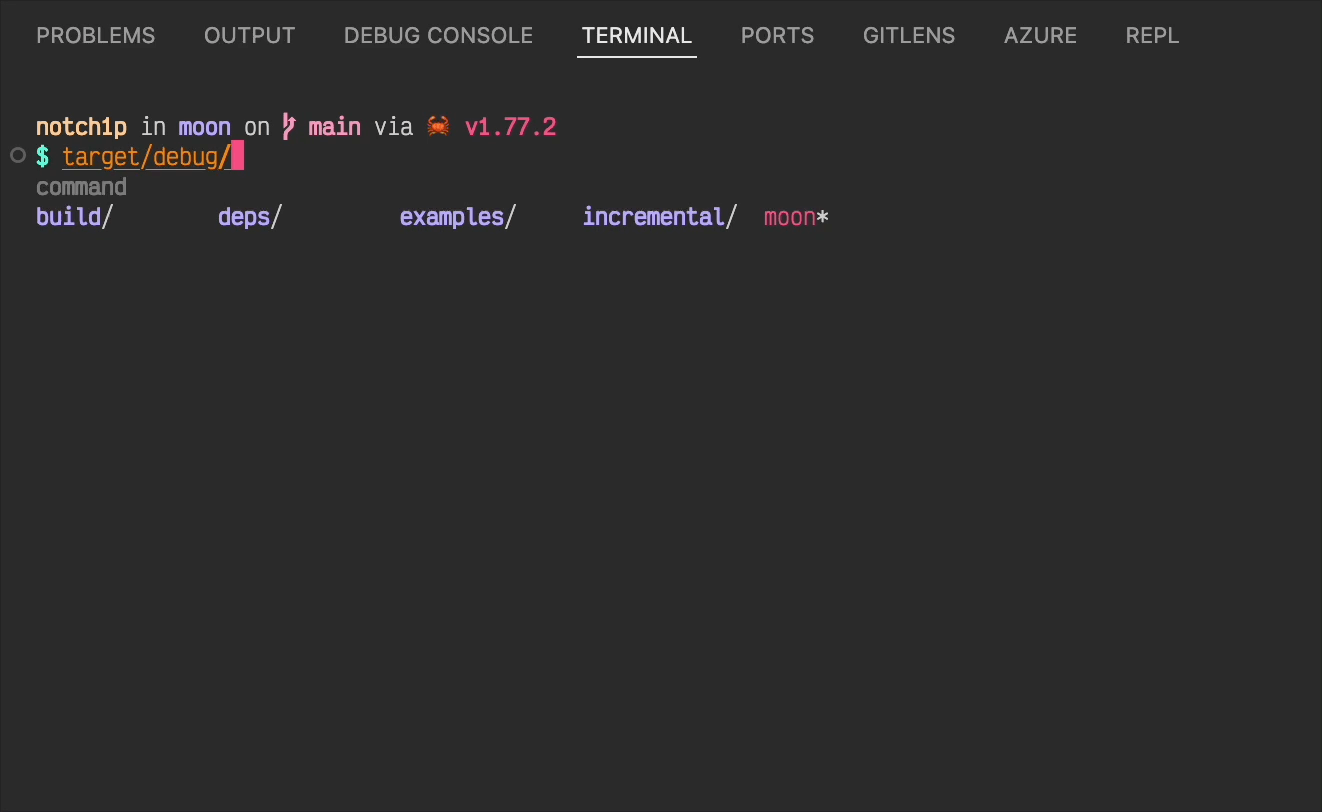 PROBLEMS OUTPUT DEBUG CONSOLE TERMINAL PORTS GITLENS AZURE REPL
notch1p in moon on main via 🦀 v1.77.2
$ target/debug/
command
build/ deps/ examples/ incremental/ moon*